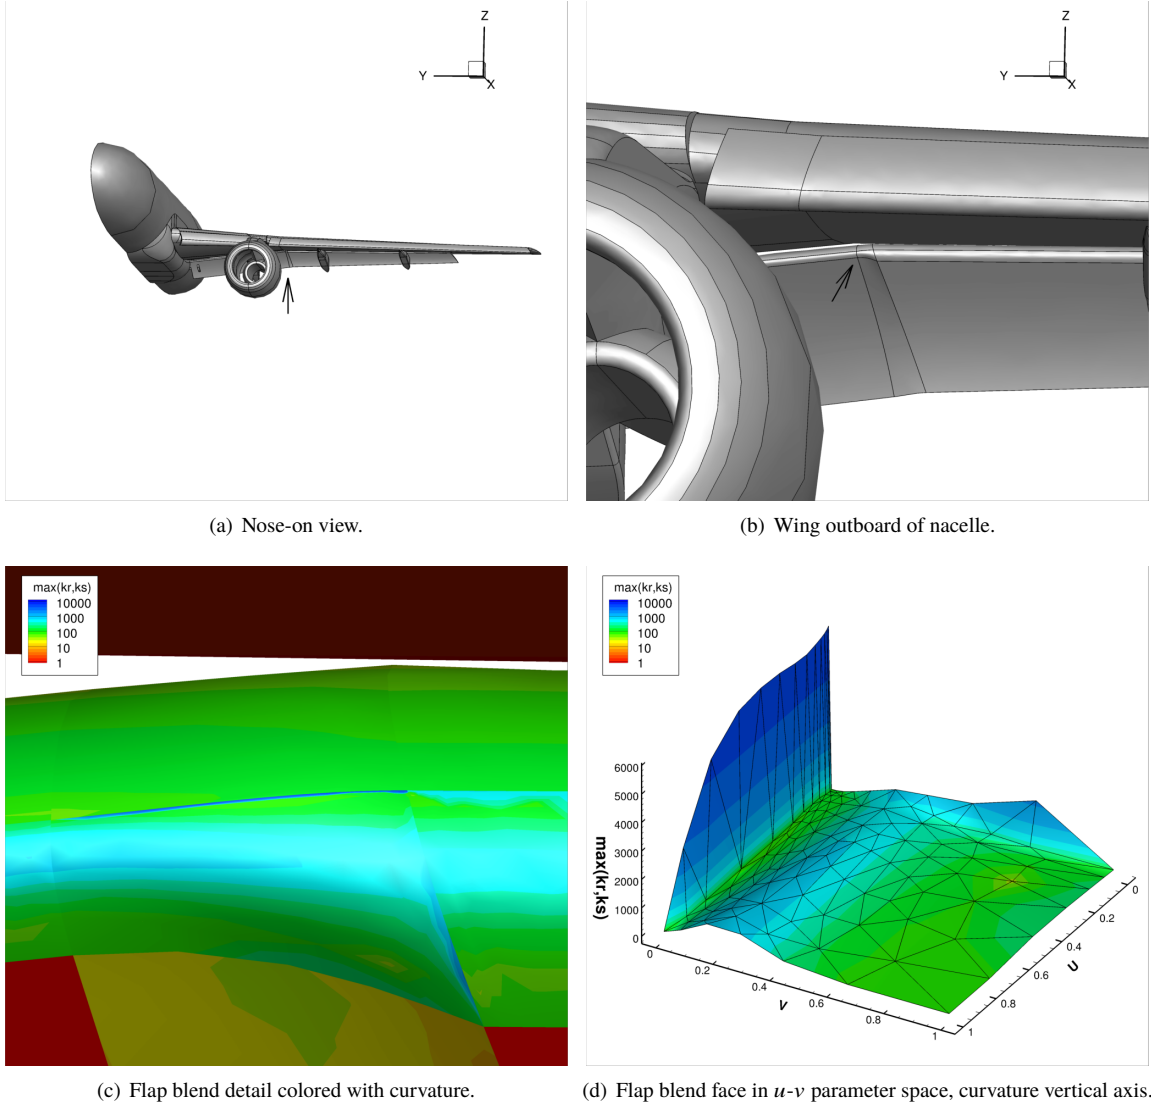 Z
Y
X
Z
Y
X
(a) Nose-on view.
(b) Wing outboard of nacelle.
max(kr,ks)
10000
1000
100
10
1
max(kr,ks)
10000
1000
100
10
1
6000
5000
4000
3000
2000
1000
0
max(kr,ks)
0
0.2
0.4
0.6
0.8
1
V
0
0.2
0.4
0.6
0.8
1
U
(c) Flap blend detail colored with curvature.
(d) Flap blend face in u-v parameter space, curvature vertical axis.